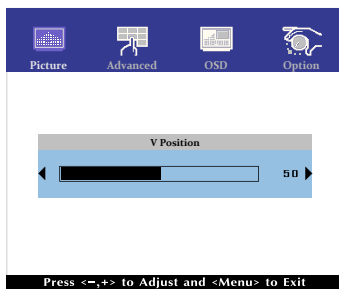 Picture Advanced OSD Option
V Position
50
Press <−,+> to Adjust and <Menu> to Exit